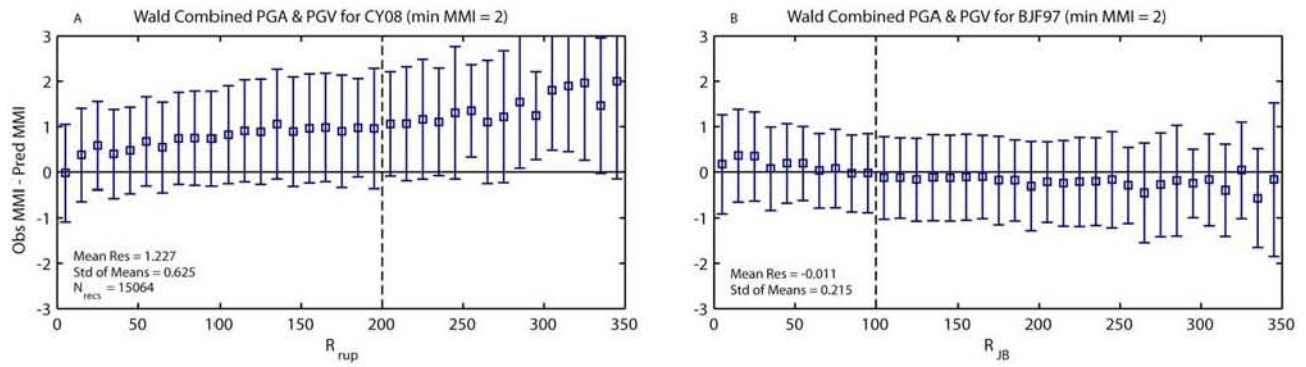 A Wald Combined PGA & PGV for CY08 (min MMI = 2)
3
2
1
0
-1
-2
-3
Obs MMI - Pred MMI
Mean Res = 1.227
Std of Means = 0.625
N recs = 15064
0 50 100 150 200 250 300 350
R rup
B Wald Combined PGA & PGV for BJF97 (min MMI = 2)
3
2
1
0
-1
-2
-3
Mean Res = -0.011
Std of Means = 0.215
0 50 100 150 200 250 300 350
R JB